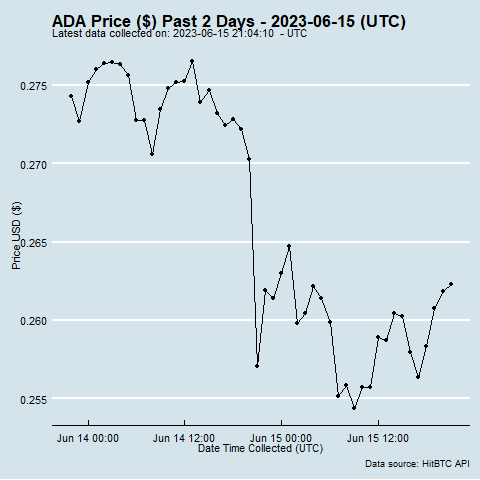 ADA Price ($) Past 2 Days - 2023-06-15 (UTC)
Latest data collected on: 2023-06-15 21:04:10  - UTC
0.275
0.270
0.265
0.260
0.255
Price USD ($)
Jun 14 00:00
Jun 14 12:00
Jun 15 00:00
Jun 15 12:00
Date Time Collected (UTC)
Data source: HitBTC API